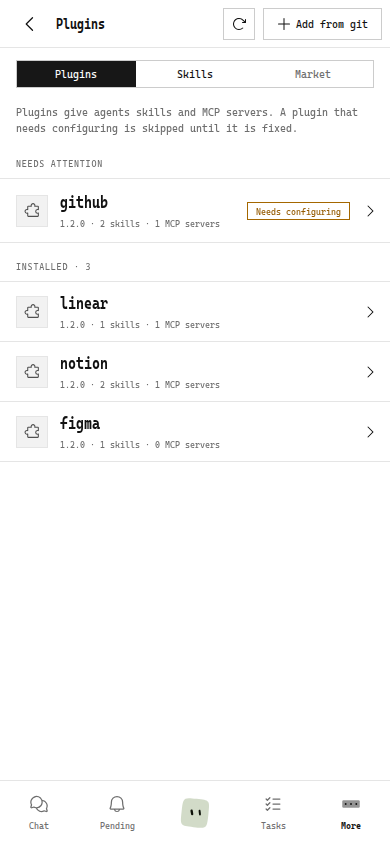 Plugins
Add from git
Plugins
Skills
Market
Plugins give agents skills and MCP servers. A plugin that
needs configuring is skipped until it is fixed.
NEEDS ATTENTION
github
Needs configuring
1.2.0 · 2 skills · 1 MCP servers
INSTALLED · 3
linear
1.2.0 · 1 skills · 1 MCP servers
notion
1.2.0 · 2 skills · 1 MCP servers
figma
1.2.0 · 1 skills · 0 MCP servers
Chat
Pending
Tasks
More